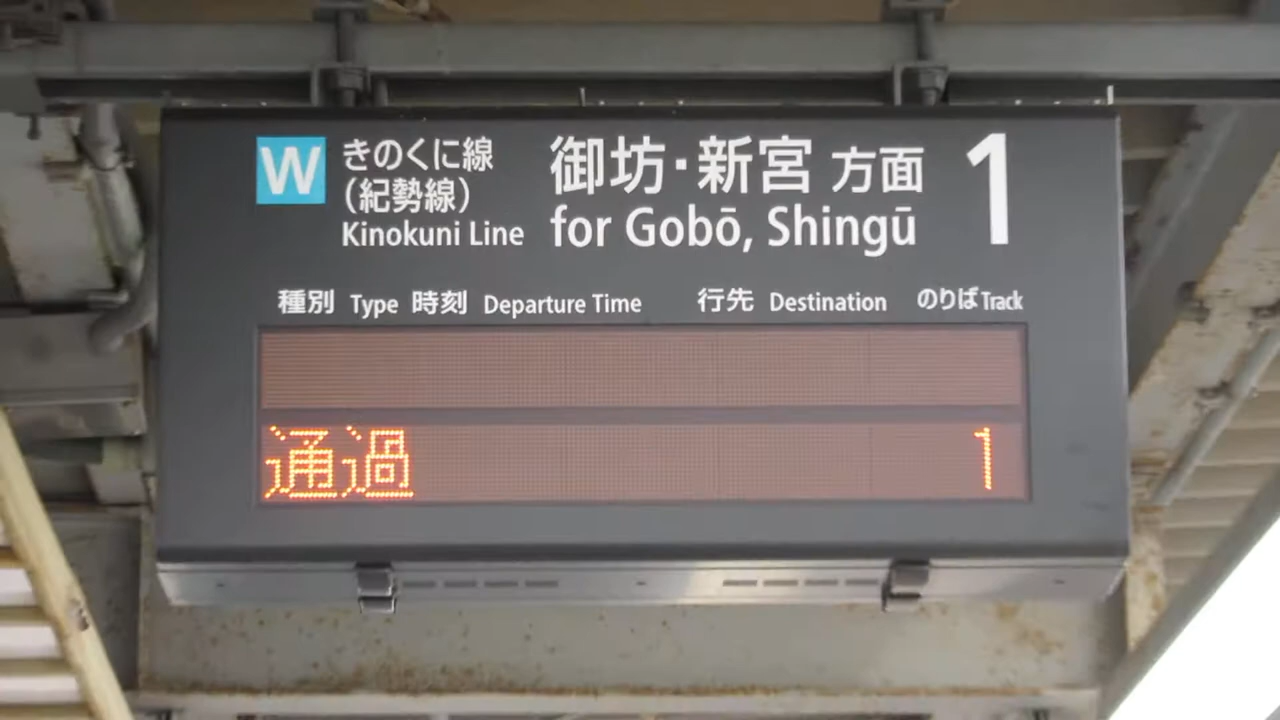 W きのくに線 御坊・新宮 方面 1
(紀勢線)
Kinokuni Line for Gobō, Shingū
種別 Type 時刻 Departure Time 行先 Destination のりば Track
通過 1